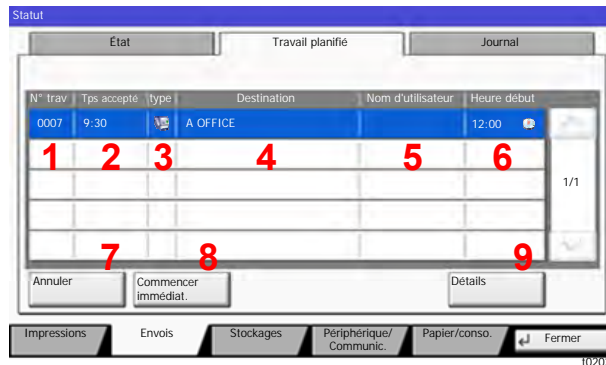 Statut
État Travail planifié Journal
N° trav Tps accepté type Destination Nom d'utilisateur Heure début
0007 9:30 A OFFICE 12:00
1 2 3 4 5 6
1/1
7 8 9
Annuler Commencer immédiat. Détails
Impressions Envois Stockages Périphérique/ Communic. Papier/conso. Fermer